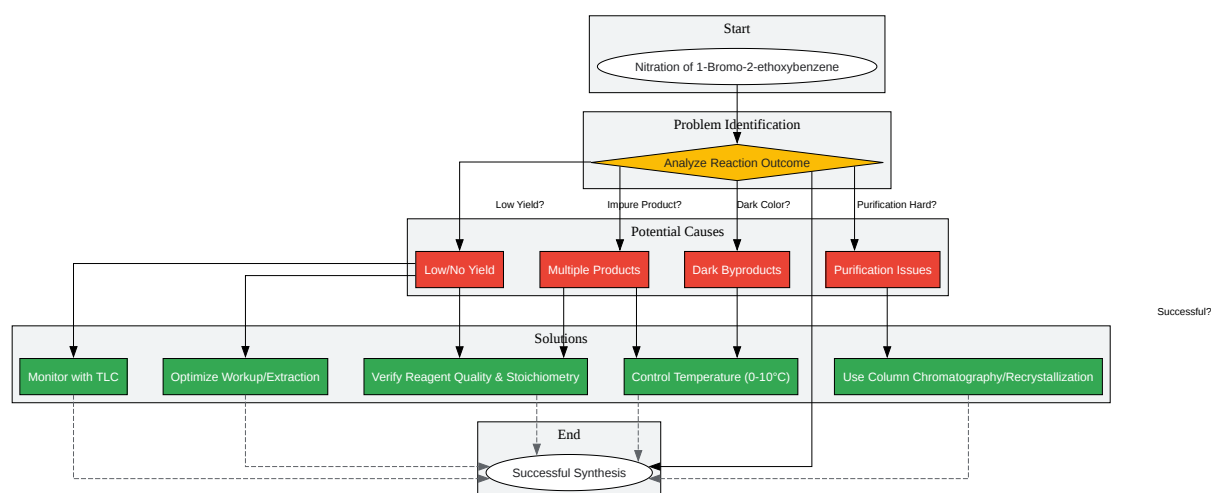 Start
Nitration of 1-Bromo-2-ethoxybenzene
Problem Identification
Analyze Reaction Outcome
Low Yield?
Impure Product?
Dark Color?
Purification Hard?
Potential Causes
Low/No Yield
Multiple Products
Dark Byproducts
Purification Issues
Successful?
Solutions
Monitor with TLC
Optimize Workup/Extraction
Verify Reagent Quality & Stoichiometry
Control Temperature (0-10°C)
Use Column Chromatography/Recrystallization
End
Successful Synthesis